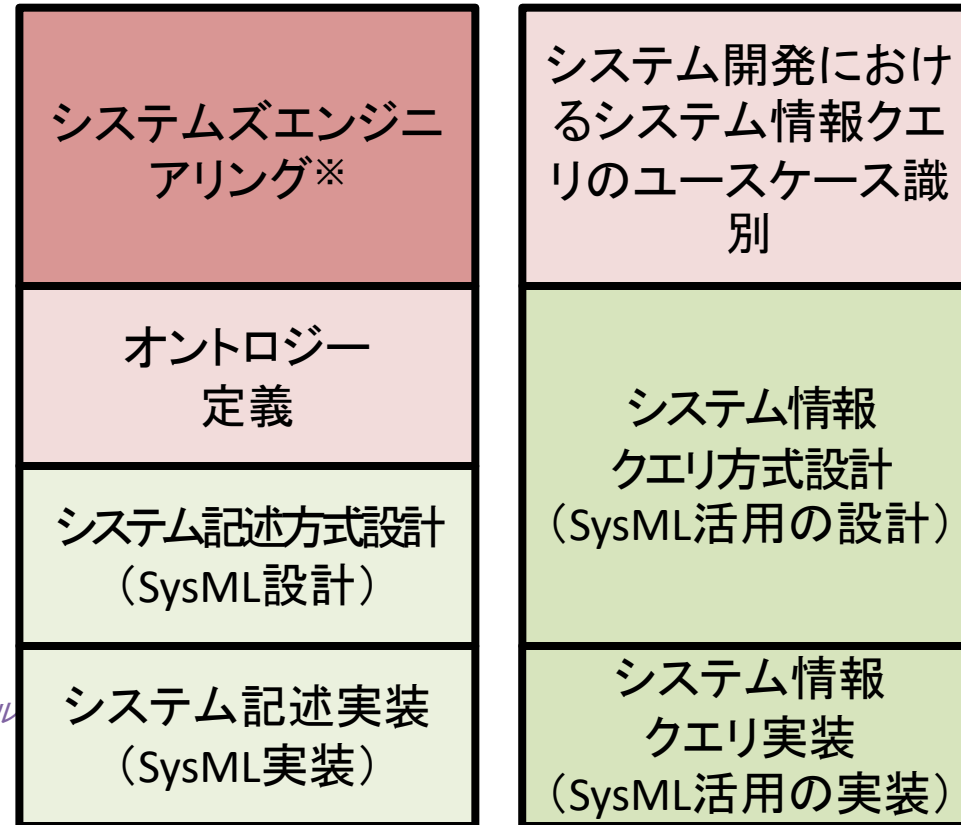 システムズエンジニ
アリング※
オントロジー
定義
システム記述方式設計
（SysML設計）
システム記述実装
（SysML実装）
システム開発におけ
るシステム情報クエ
リのユースケース識
別
システム情報
クエリ方式設計
（SysML活用の設計）
システム情報
クエリ実装
（SysML活用の実装）
ル